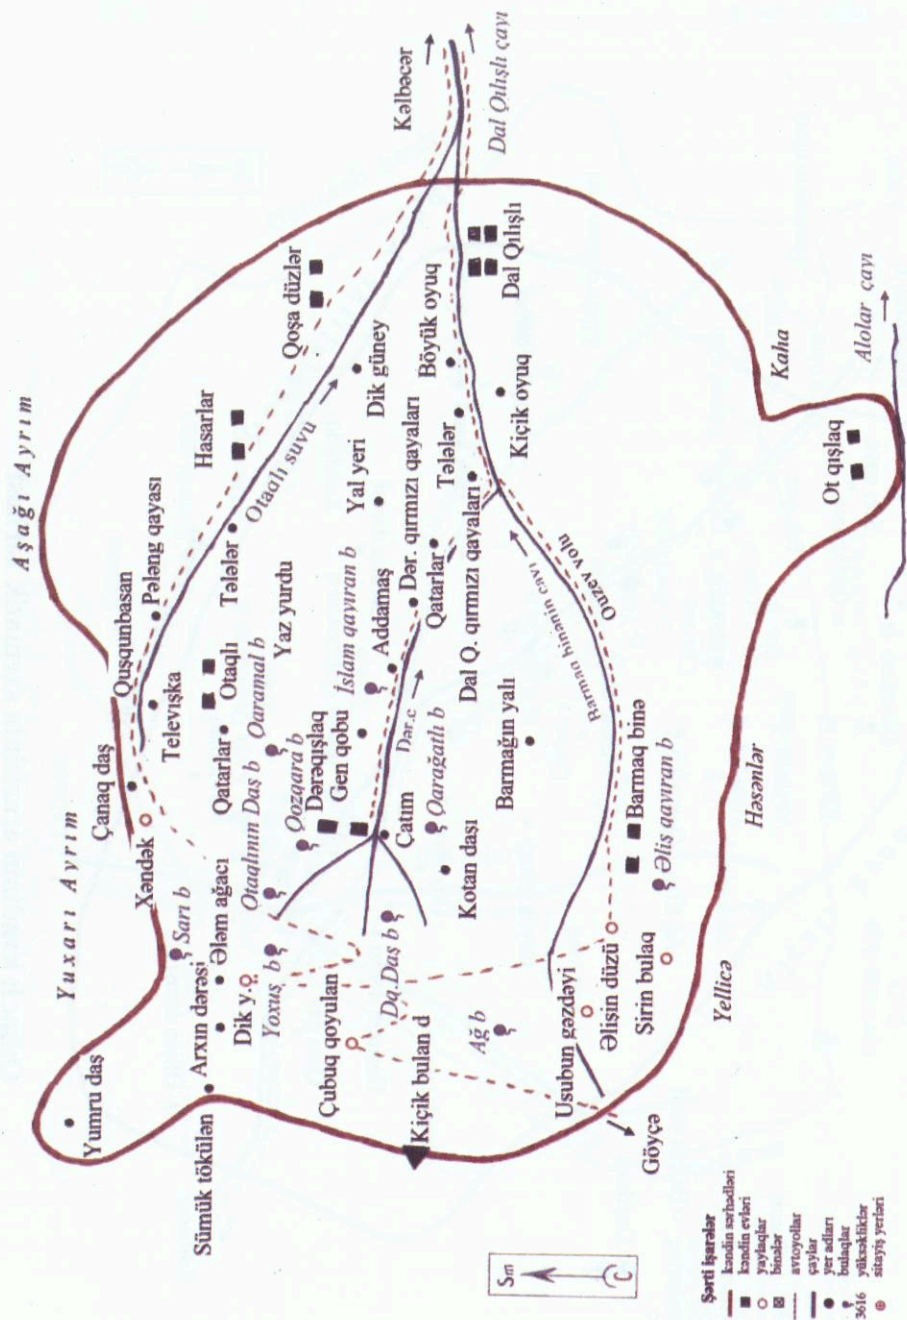 Aşağı Ayrım
Yuxarı Ayrım
Kəlbəcər
Dal Qılışlı çayı
Yumru daş
Sümük tökülən
Arxın dərəsi
Ələm ağacı
Sarı b
Xəndək
Çanaq daş
Quşqunbasan
Pələng qayası
Televişka
Qoşa düzlər
Hasarlar
Otaqlı suvu
Tələlər
Otaqlı
Qatarlar
Qaramal b
Yaz yurdu
Dik y.
Yoxuş b
Otaqlının Daş b
Qozqara b
Dərəqışlaq
Gen qobu
İslam qayıran b
Addamaş
Yal yeri
Dik güney
Dər. qırmızı qayaları
Dər.c
Qatarlar
Tələlər
Böyük oyuq
Dal Qılışlı
Kiçik oyuq
Dal Q. qırmızı qayaları
Çubuq qoyulan
Dq.Daş b
Çatım
Qarağatlı b
Kotan daşı
Barmağın yalı
Kiçik bulan d
Ağ b
Usubun gəzdəyi
Əlişin düzü
Şirin bulaq
Barmaq binə
Əliş qayıran b
Quzey yolu
Göyçə
Yellicə
Həsənlər
Kaha
Alolar çayı
Ot qışlaq
Şm
C
Şərti işarələr
kəndin sərhədləri
kəndin evləri
yaylaqlar
binələr
avtoyollar
çaylar
yer adları
bulaqlar
3616 yüksəkliklər
sitayiş yerləri